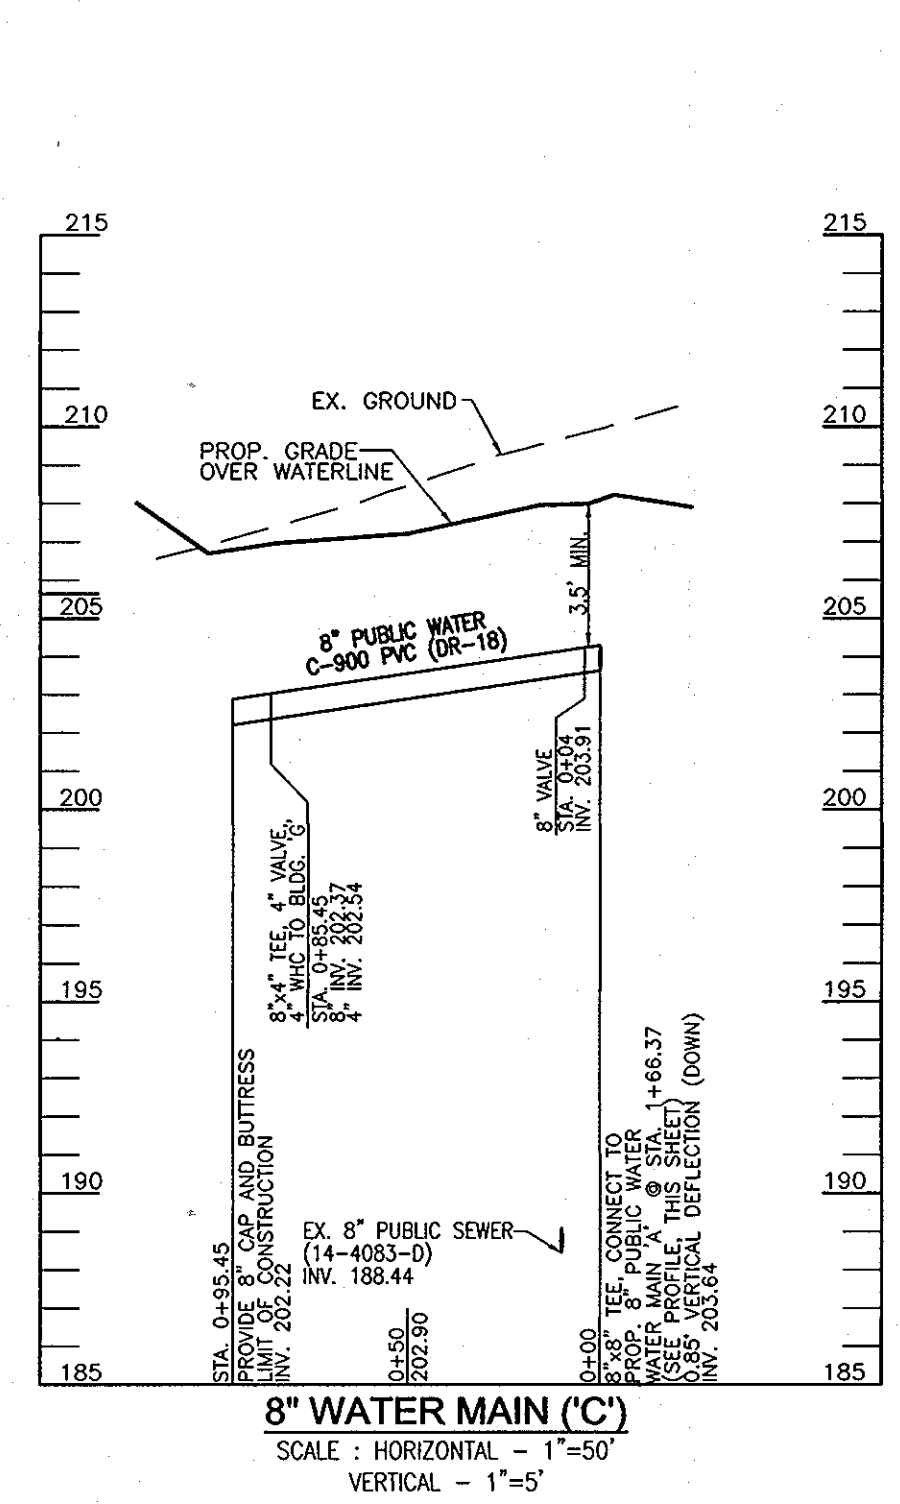 215
215
EX. GROUND
210
210
PROP. GRADE
OVER WATERLINE
3.5' MIN.
205
205
8" PUBLIC WATER
C-900 PVC (DR-18)
8" VALVE
STA. 0+04
INV. 203.91
200
200
8"x4" TEE, 4" VALVE,
4" WHC TO BLDG. 'G'
STA. 0+85.45
8" INV. 202.37
4" INV. 202.54
195
195
190
190
STA. 0+95.45
PROVIDE 8" CAP AND BUTTRESS
LIMIT OF CONSTRUCTION
INV. 202.22
EX. 8" PUBLIC SEWER
(14-4083-D)
INV. 188.44
0+50
202.90
0+00
8"x8" TEE, CONNECT TO
PROP. 8" PUBLIC WATER
WATER MAIN 'A' @ STA. 1+66.37
(SEE PROFILE, THIS SHEET)
0.85° VERTICAL DEFLECTION (DOWN)
INV. 203.64
185
185
8" WATER MAIN ('C')
SCALE : HORIZONTAL - 1"=50'
VERTICAL - 1"=5'